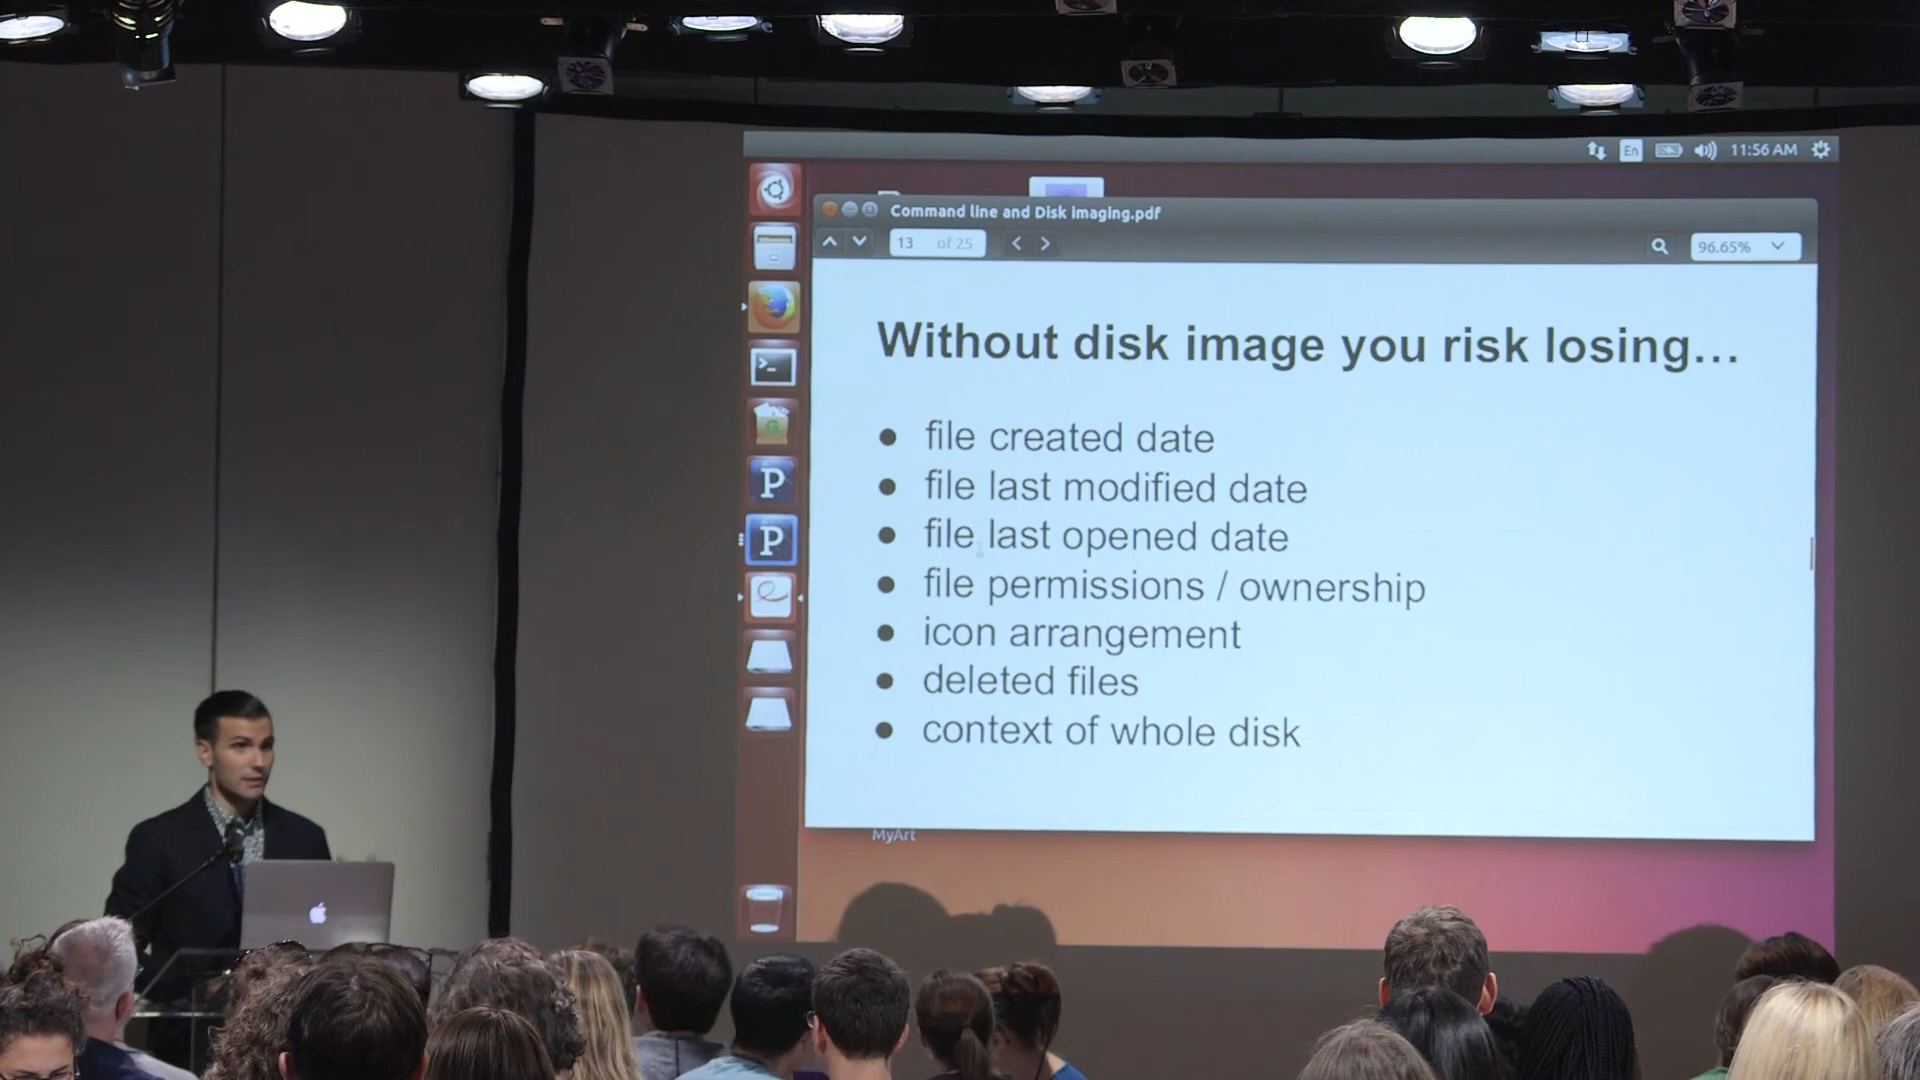 En 11:56 AM
Command line and Disk imaging.pdf
13 of 25
96.65%
Without disk image you risk losing...
● file created date
● file last modified date
● file last opened date
● file permissions / ownership
● icon arrangement
● deleted files
● context of whole disk
MyArt